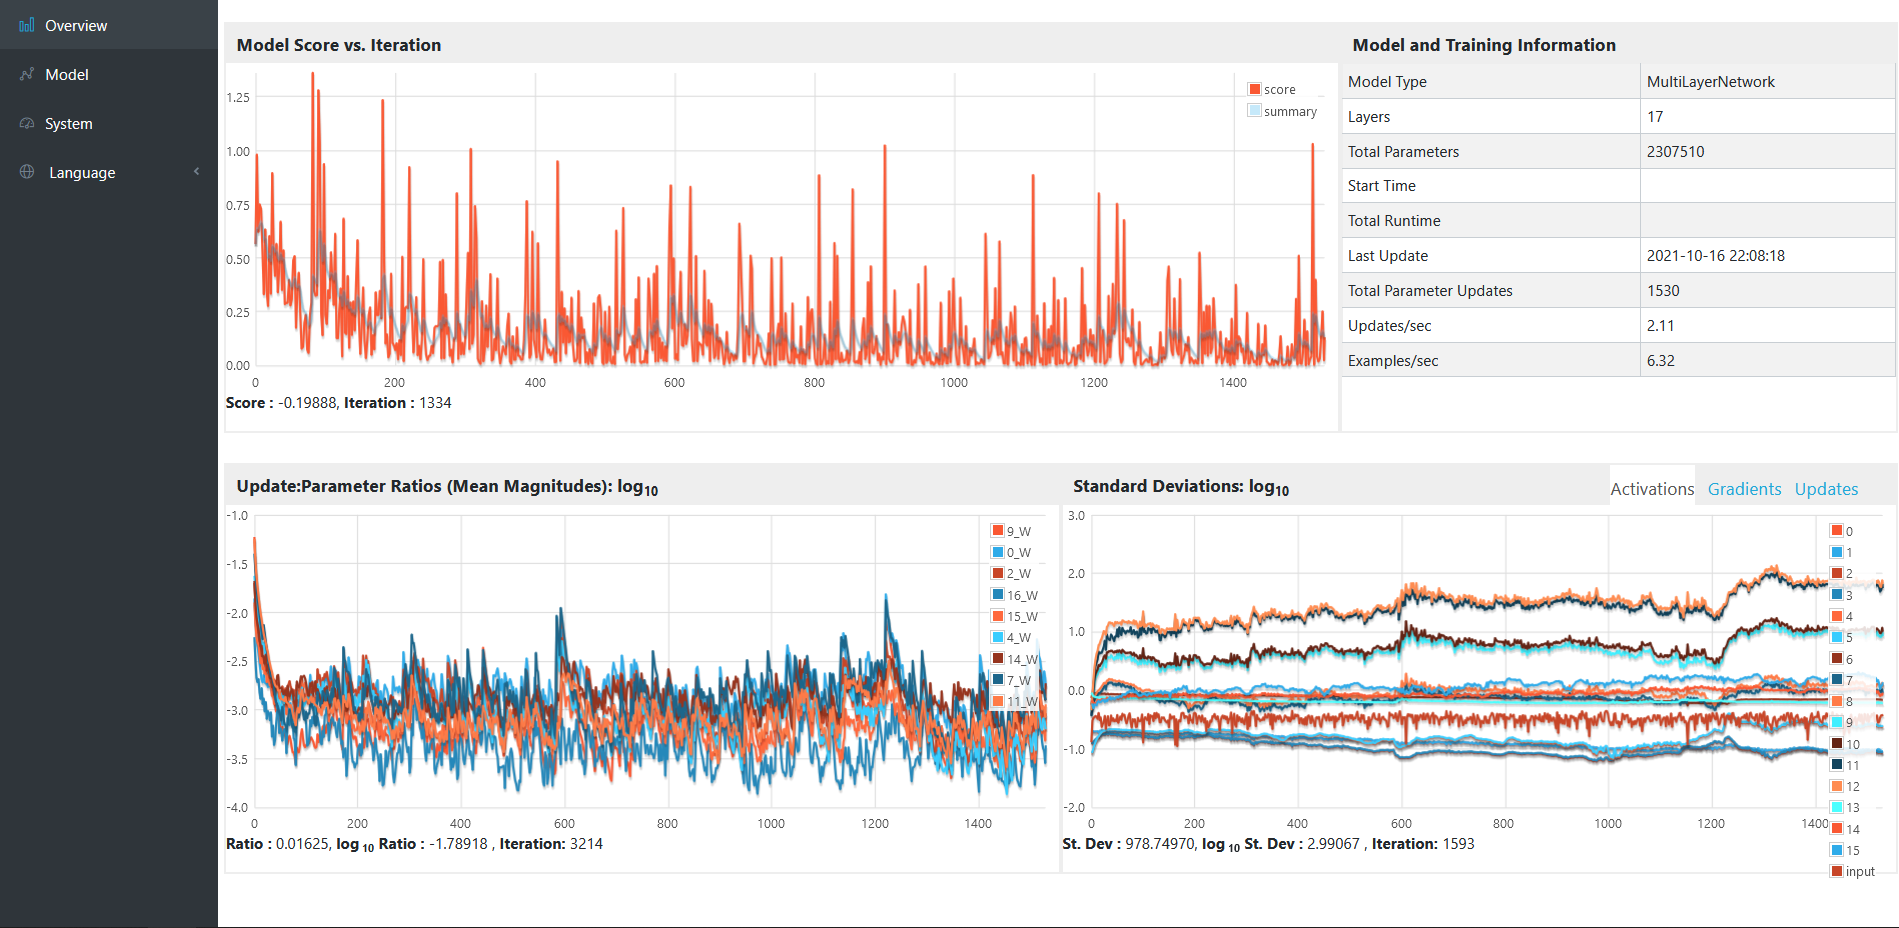 Overview
Model
System
Language
Model Score vs. Iteration
score
summary
1.25
1.00
0.75
0.50
0.25
0.00
0 200 400 600 800 1000 1200 1400
Score : -0.19888, Iteration : 1334
Model and Training Information
Model Type MultiLayerNetwork
Layers 17
Total Parameters 2307510
Start Time
Total Runtime
Last Update 2021-10-16 22:08:18
Total Parameter Updates 1530
Updates/sec 2.11
Examples/sec 6.32
Update:Parameter Ratios (Mean Magnitudes): log10
-1.0
-1.5
-2.0
-2.5
-3.0
-3.5
-4.0
9_W
0_W
2_W
16_W
15_W
4_W
14_W
7_W
11_W
0 200 400 600 800 1000 1200 1400
Ratio : 0.01625, log 10 Ratio : -1.78918 , Iteration: 3214
Standard Deviations: log10
Activations Gradients Updates
3.0
2.0
1.0
0.0
-1.0
-2.0
0
1
2
3
4
5
6
7
8
9
10
11
12
13
14
15
input
0 200 400 600 800 1000 1200 1400
St. Dev : 978.74970, log 10 St. Dev : 2.99067 , Iteration: 1593